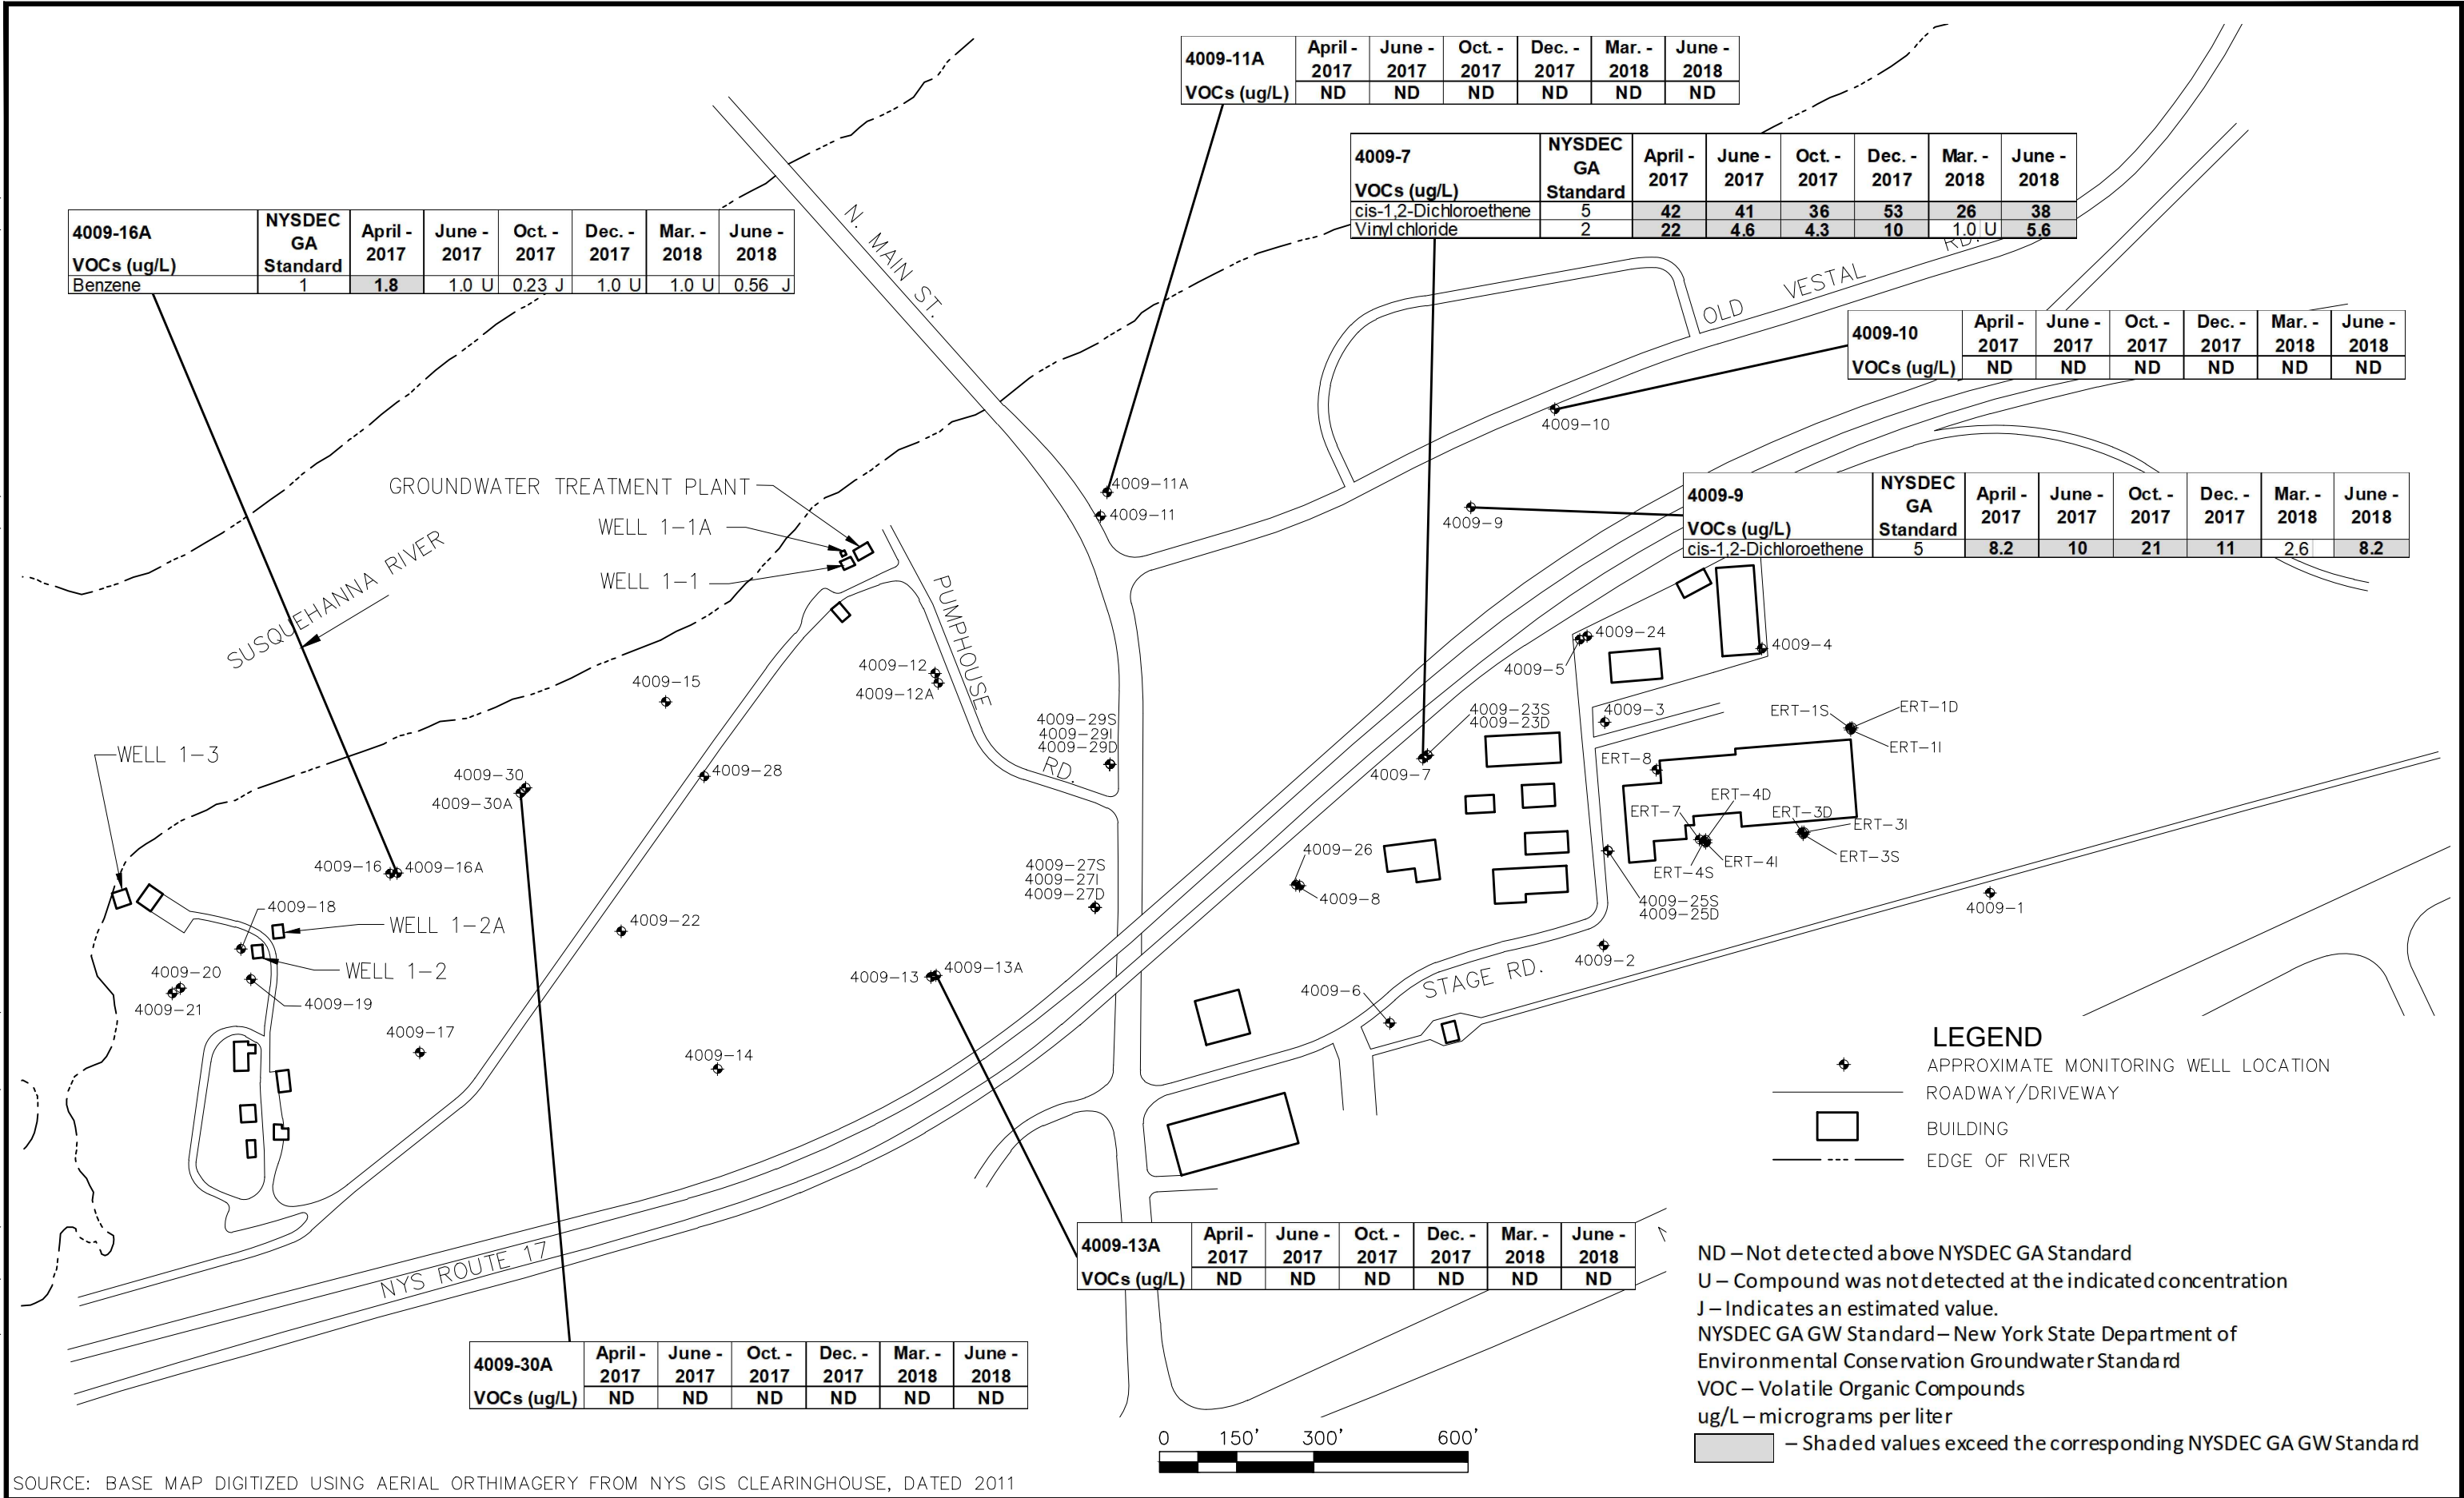 4009-11A April - 2017 June - 2017 Oct. - 2017 Dec. - 2017 Mar. - 2018 June - 2018
VOCs (ug/L) ND ND ND ND ND ND
4009-7 NYSDEC GA Standard April - 2017 June - 2017 Oct. - 2017 Dec. - 2017 Mar. - 2018 June - 2018
VOCs (ug/L)
cis-1,2-Dichloroethene 5 42 41 36 53 26 38
Vinyl chloride 2 22 4.6 4.3 10 1.0 U 5.6
4009-16A NYSDEC GA Standard April - 2017 June - 2017 Oct. - 2017 Dec. - 2017 Mar. - 2018 June - 2018
VOCs (ug/L)
Benzene 1 1.8 1.0 U 0.23 J 1.0 U 1.0 U 0.56 J
N. MAIN ST.
OLD VESTAL RD.
4009-10 April - 2017 June - 2017 Oct. - 2017 Dec. - 2017 Mar. - 2018 June - 2018
VOCs (ug/L) ND ND ND ND ND ND
4009-10
4009-9 NYSDEC GA Standard April - 2017 June - 2017 Oct. - 2017 Dec. - 2017 Mar. - 2018 June - 2018
VOCs (ug/L)
cis-1,2-Dichloroethene 5 8.2 10 21 11 2.6 8.2
GROUNDWATER TREATMENT PLANT
4009-11A
4009-11
4009-9
WELL 1-1A
WELL 1-1
SUSQUEHANNA RIVER
PUMPHOUSE RD.
4009-24
4009-5
4009-4
4009-12
4009-12A
4009-15
4009-29S
4009-29I
4009-29D
4009-23S
4009-23D
4009-3
ERT-1S
ERT-1D
ERT-1I
WELL 1-3
4009-28
4009-30
4009-30A
4009-7
ERT-8
ERT-4D
ERT-7
ERT-3D
ERT-3I
ERT-3S
ERT-4I
ERT-4S
4009-16
4009-16A
4009-27S
4009-27I
4009-27D
4009-26
4009-8
4009-25S
4009-25D
4009-1
4009-18
WELL 1-2A
4009-22
WELL 1-2
4009-20
4009-21
4009-19
4009-13
4009-13A
4009-2
STAGE RD.
4009-6
4009-17
4009-14
LEGEND
APPROXIMATE MONITORING WELL LOCATION
ROADWAY/DRIVEWAY
BUILDING
EDGE OF RIVER
NYS ROUTE 17
4009-13A April - 2017 June - 2017 Oct. - 2017 Dec. - 2017 Mar. - 2018 June - 2018
VOCs (ug/L) ND ND ND ND ND ND
4009-30A April - 2017 June - 2017 Oct. - 2017 Dec. - 2017 Mar. - 2018 June - 2018
VOCs (ug/L) ND ND ND ND ND ND
ND – Not detected above NYSDEC GA Standard
U – Compound was not detected at the indicated concentration
J – Indicates an estimated value.
NYSDEC GA GW Standard – New York State Department of
Environmental Conservation Groundwater Standard
VOC – Volatile Organic Compounds
ug/L – micrograms per liter
– Shaded values exceed the corresponding NYSDEC GA GW Standard
0 150' 300' 600'
SOURCE: BASE MAP DIGITIZED USING AERIAL ORTHIMAGERY FROM NYS GIS CLEARINGHOUSE, DATED 2011